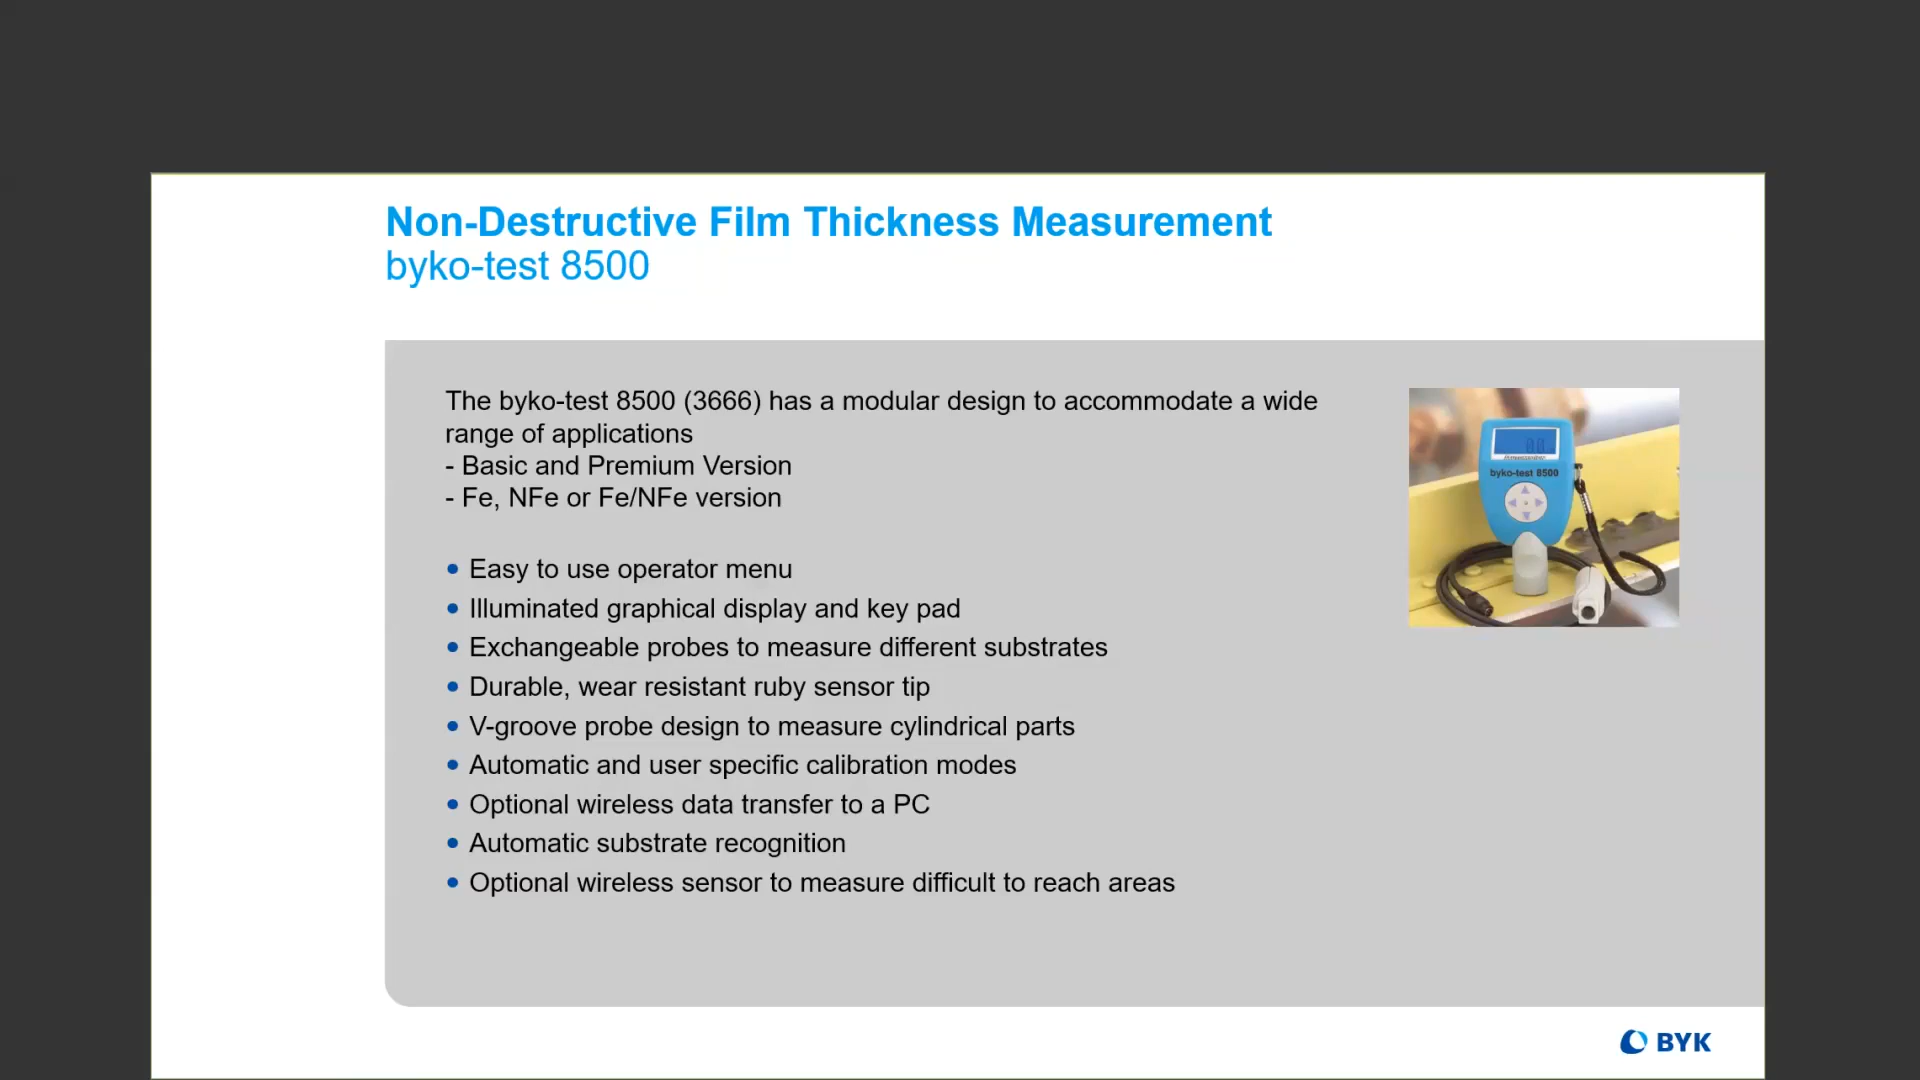 Non-Destructive Film Thickness Measurement
byko-test 8500
The byko-test 8500 (3666) has a modular design to accommodate a wide
range of applications
- Basic and Premium Version
- Fe, NFe or Fe/NFe version
• Easy to use operator menu
• Illuminated graphical display and key pad
• Exchangeable probes to measure different substrates
• Durable, wear resistant ruby sensor tip
• V-groove probe design to measure cylindrical parts
• Automatic and user specific calibration modes
• Optional wireless data transfer to a PC
• Automatic substrate recognition
• Optional wireless sensor to measure difficult to reach areas
byko-test 8500
BYK